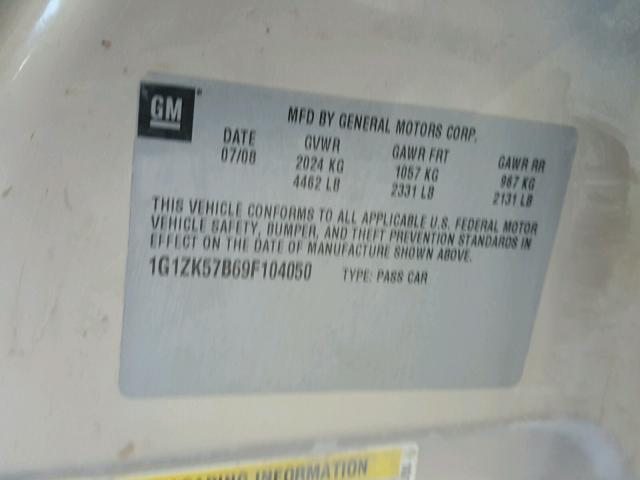 GM
MFD BY GENERAL MOTORS CORP.
DATE GVWR GAWR FRT GAWR RR
07/08 2024 KG 1057 KG 967 KG
4462 LB 2331 LB 2131 LB
THIS VEHICLE CONFORMS TO ALL APPLICABLE U.S. FEDERAL MOTOR
VEHICLE SAFETY, BUMPER, AND THEFT PREVENTION STANDARDS IN
EFFECT ON THE DATE OF MANUFACTURE SHOWN ABOVE.
1G1ZK57B69F104050 TYPE: PASS CAR
INFORMATION